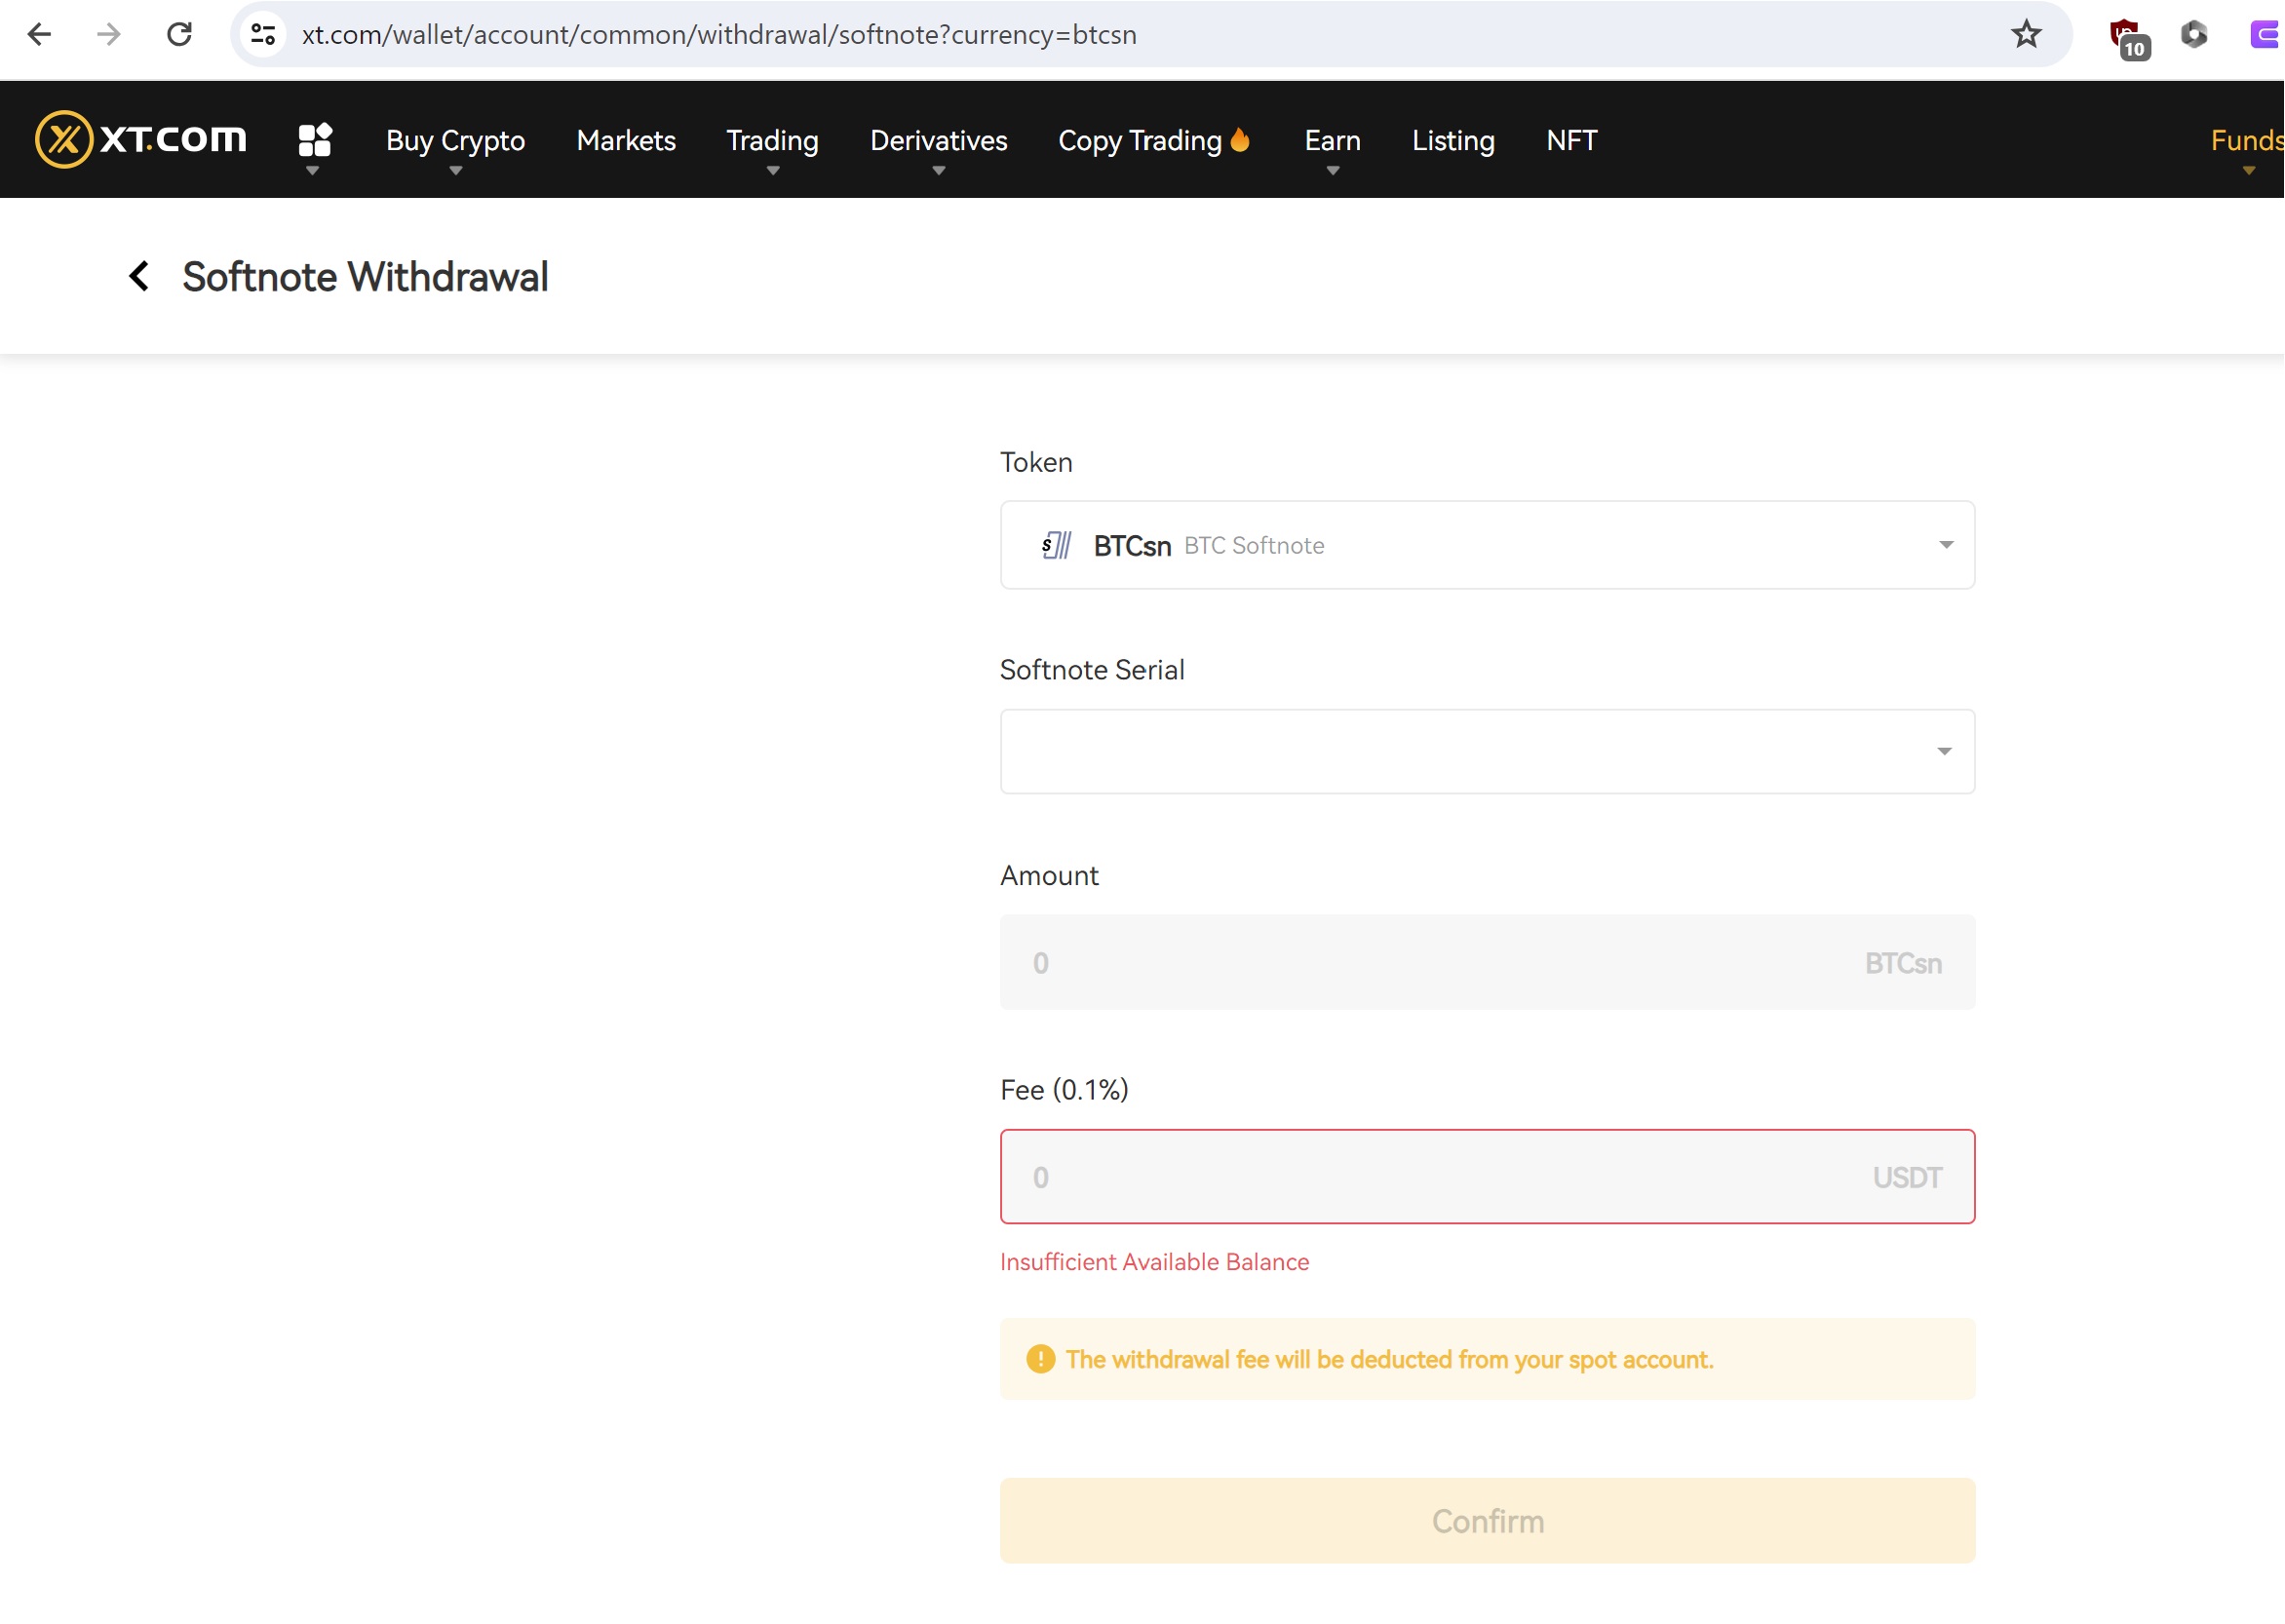 xt.com/wallet/account/common/withdrawal/softnote?currency=btcsn
10
XT.COM
Buy Crypto
Markets
Trading
Derivatives
Copy Trading
Earn
Listing
NFT
Funds
Softnote Withdrawal
Token
BTCsn BTC Softnote
Softnote Serial
Amount
0 BTCsn
Fee (0.1%)
0 USDT
Insufficient Available Balance
The withdrawal fee will be deducted from your spot account.
Confirm